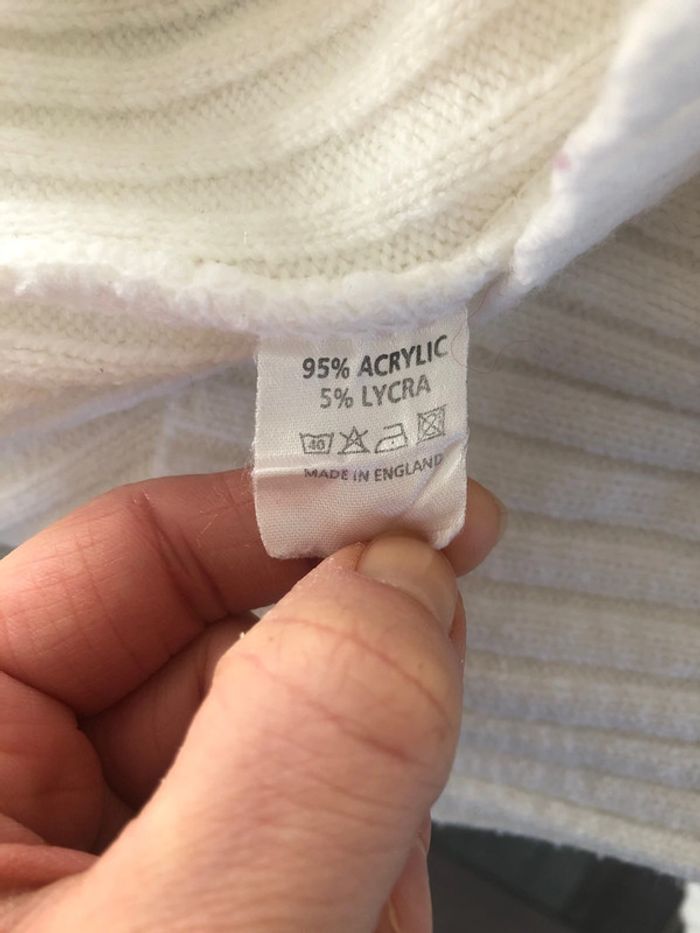 95% ACRYLIC
5% LYCRA
40
MADE IN ENGLAND